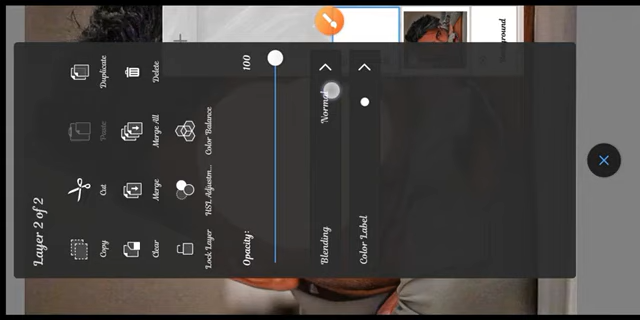 Layer 2 of 2
Copy Cut Paste Duplicate
Clear Merge Merge All Delete
Lock Layer HSL Adjustm... Color Balance
Opacity: 100
Blending Normal
Color Label